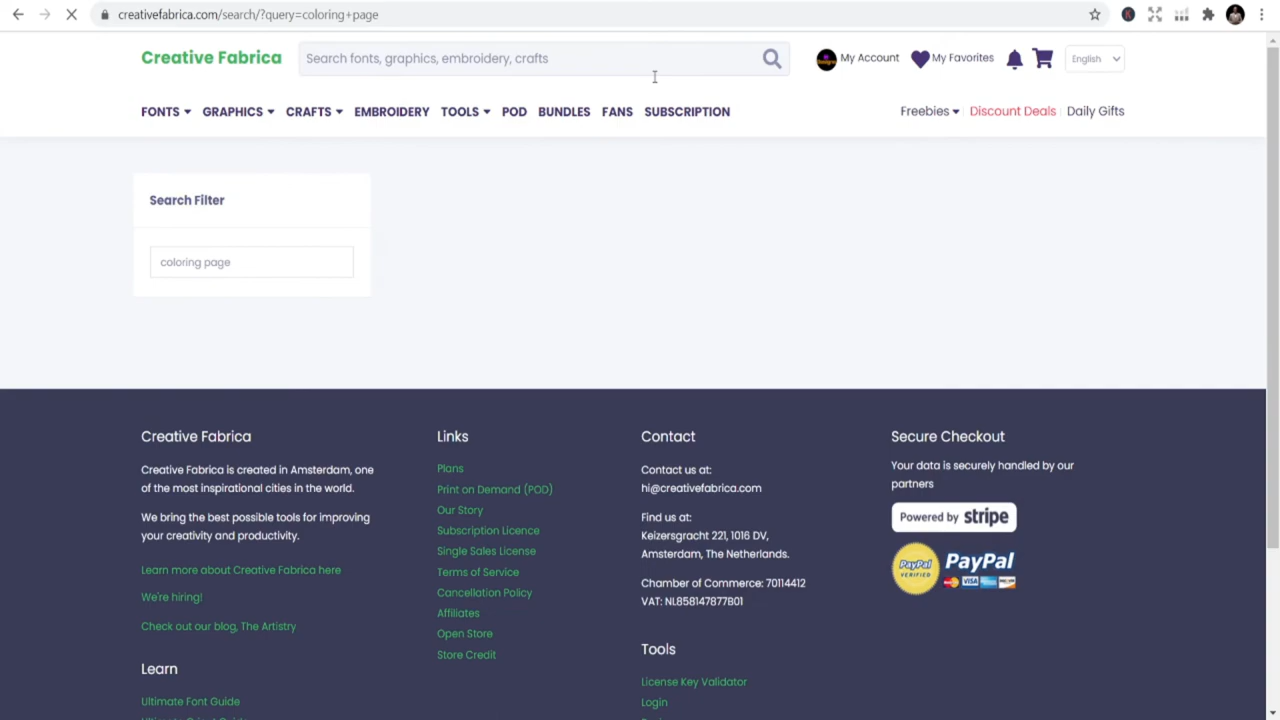 creativefabrica.com/search/?query=coloring+page
Creative Fabrica
Search fonts, graphics, embroidery, crafts
My Account
My Favorites
English
FONTS
GRAPHICS
CRAFTS
EMBROIDERY
TOOLS
POD
BUNDLES
FANS
SUBSCRIPTION
Freebies
Discount Deals
Daily Gifts
Search Filter
coloring page
Creative Fabrica
Creative Fabrica is created in Amsterdam, one
of the most inspirational cities in the world.
We bring the best possible tools for improving
your creativity and productivity.
Learn more about Creative Fabrica here
We're hiring!
Check out our blog, The Artistry
Learn
Ultimate Font Guide
Links
Plans
Print on Demand (POD)
Our Story
Subscription Licence
Single Sales License
Terms of Service
Cancellation Policy
Affiliates
Open Store
Store Credit
Contact
Contact us at:
hi@creativefabrica.com
Find us at:
Keizersgracht 221, 1016 DV,
Amsterdam, The Netherlands.
Chamber of Commerce: 70114412
VAT: NL858147877B01
Tools
License Key Validator
Login
Secure Checkout
Your data is securely handled by our
partners
Powered by stripe
PayPal
VERIFIED
PayPal
VISA